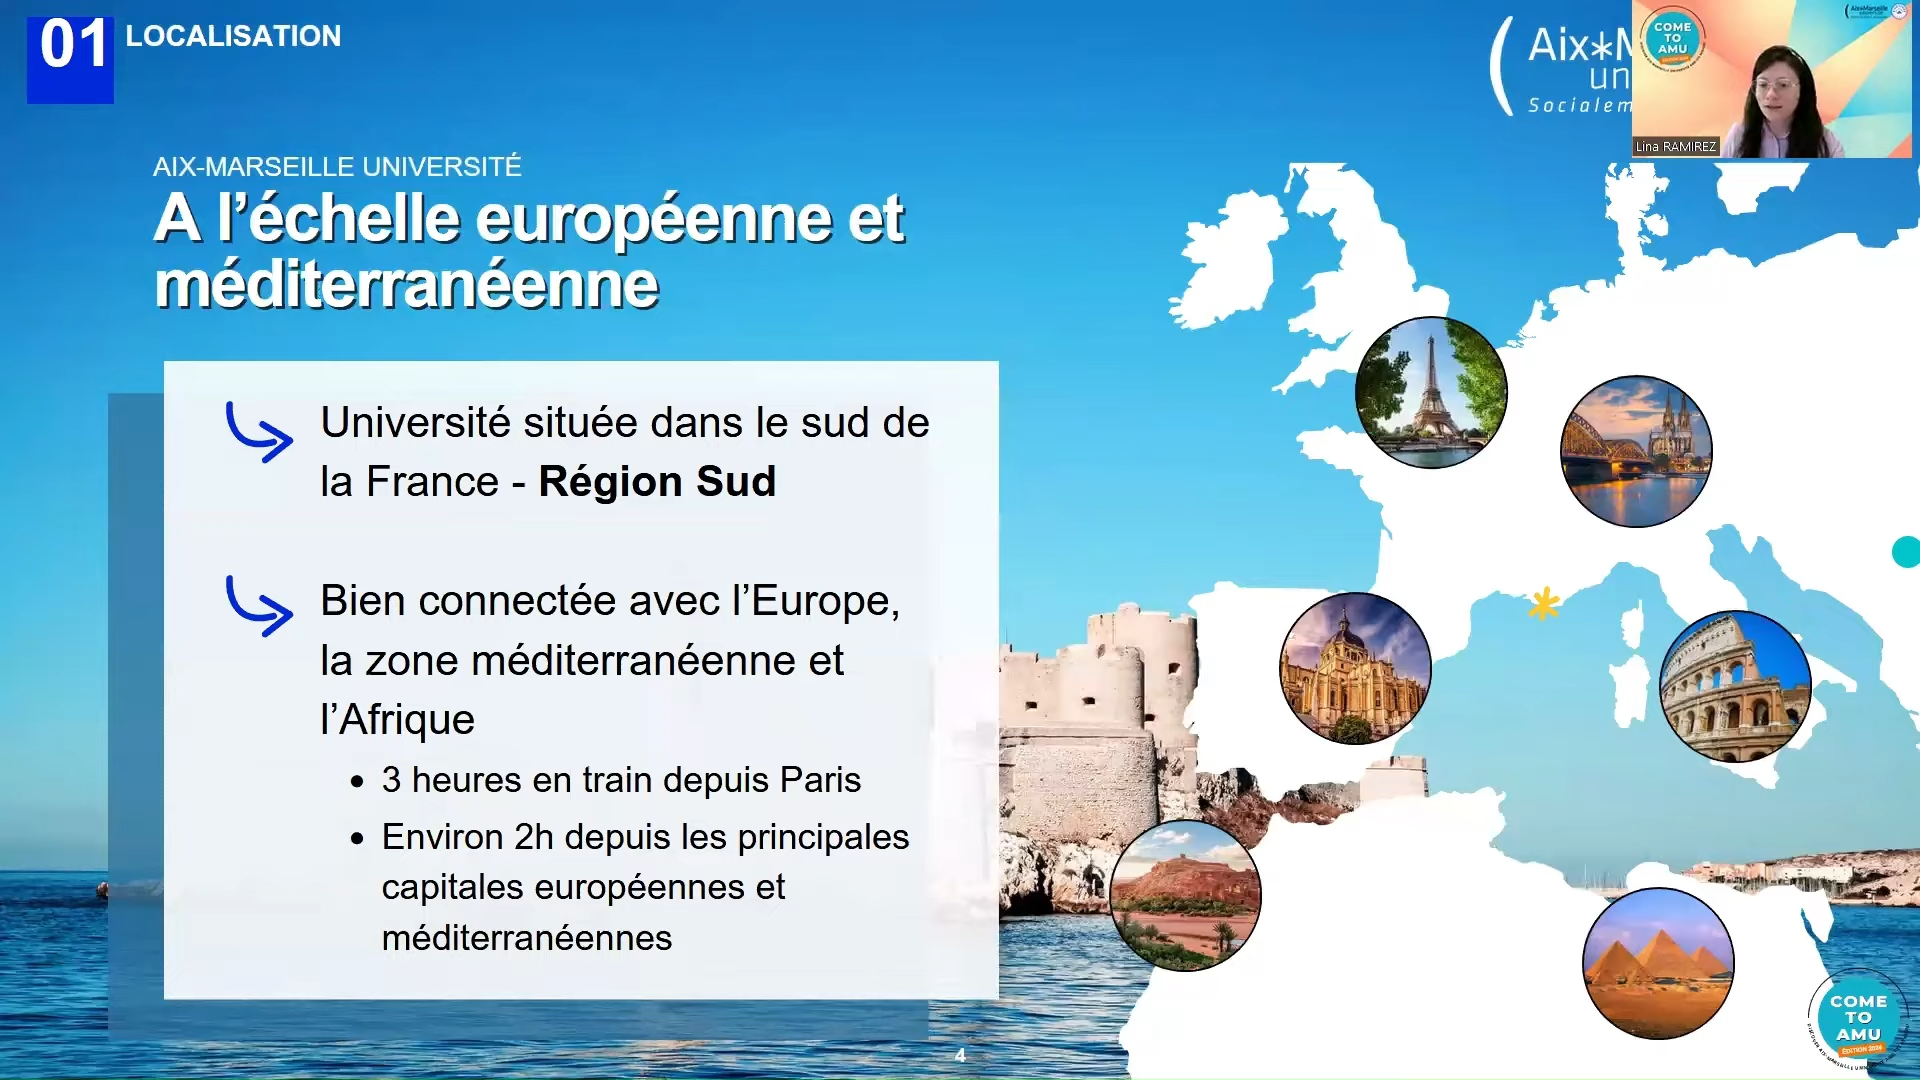 01 LOCALISATION
Aix*M
un
Socialem
COME
TO
AMU
Lina RAMIREZ
AIX-MARSEILLE UNIVERSITÉ
A l’échelle européenne et
méditerranéenne
Université située dans le sud de
la France - Région Sud
Bien connectée avec l’Europe,
la zone méditerranéenne et
l’Afrique
• 3 heures en train depuis Paris
• Environ 2h depuis les principales
capitales européennes et
méditerranéennes
4
COME
TO
AMU